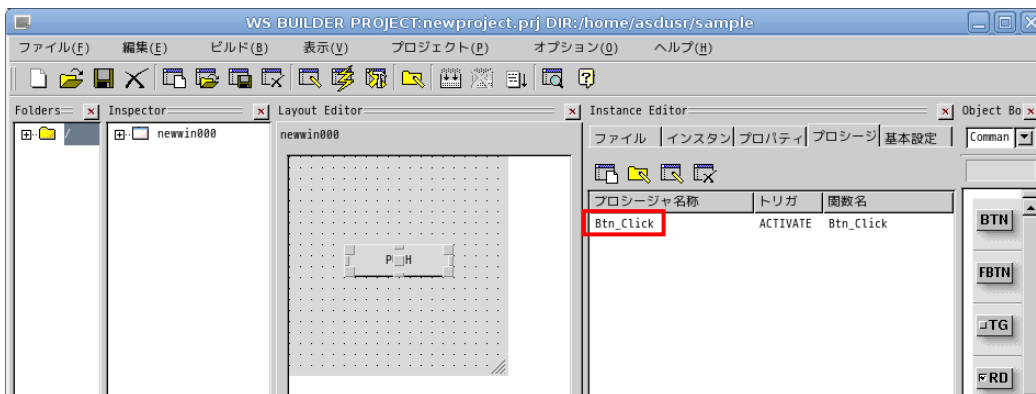 WS BUILDER PROJECT:newproject.prj DIR:/home/asdusr/sample
ファイル(F) 編集(E) ビルド(B) 表示(V) プロジェクト(P) オプション(O) ヘルプ(H)
Folders Inspector Layout Editor Instance Editor Object Bo
/ newwin000 newwin000 ファイル インスタン プロパティ プロシージ 基本設定 Comman
プロシージャ名称 トリガ 関数名
Btn_Click ACTIVATE Btn_Click
BTN
FBTN
TG
RD